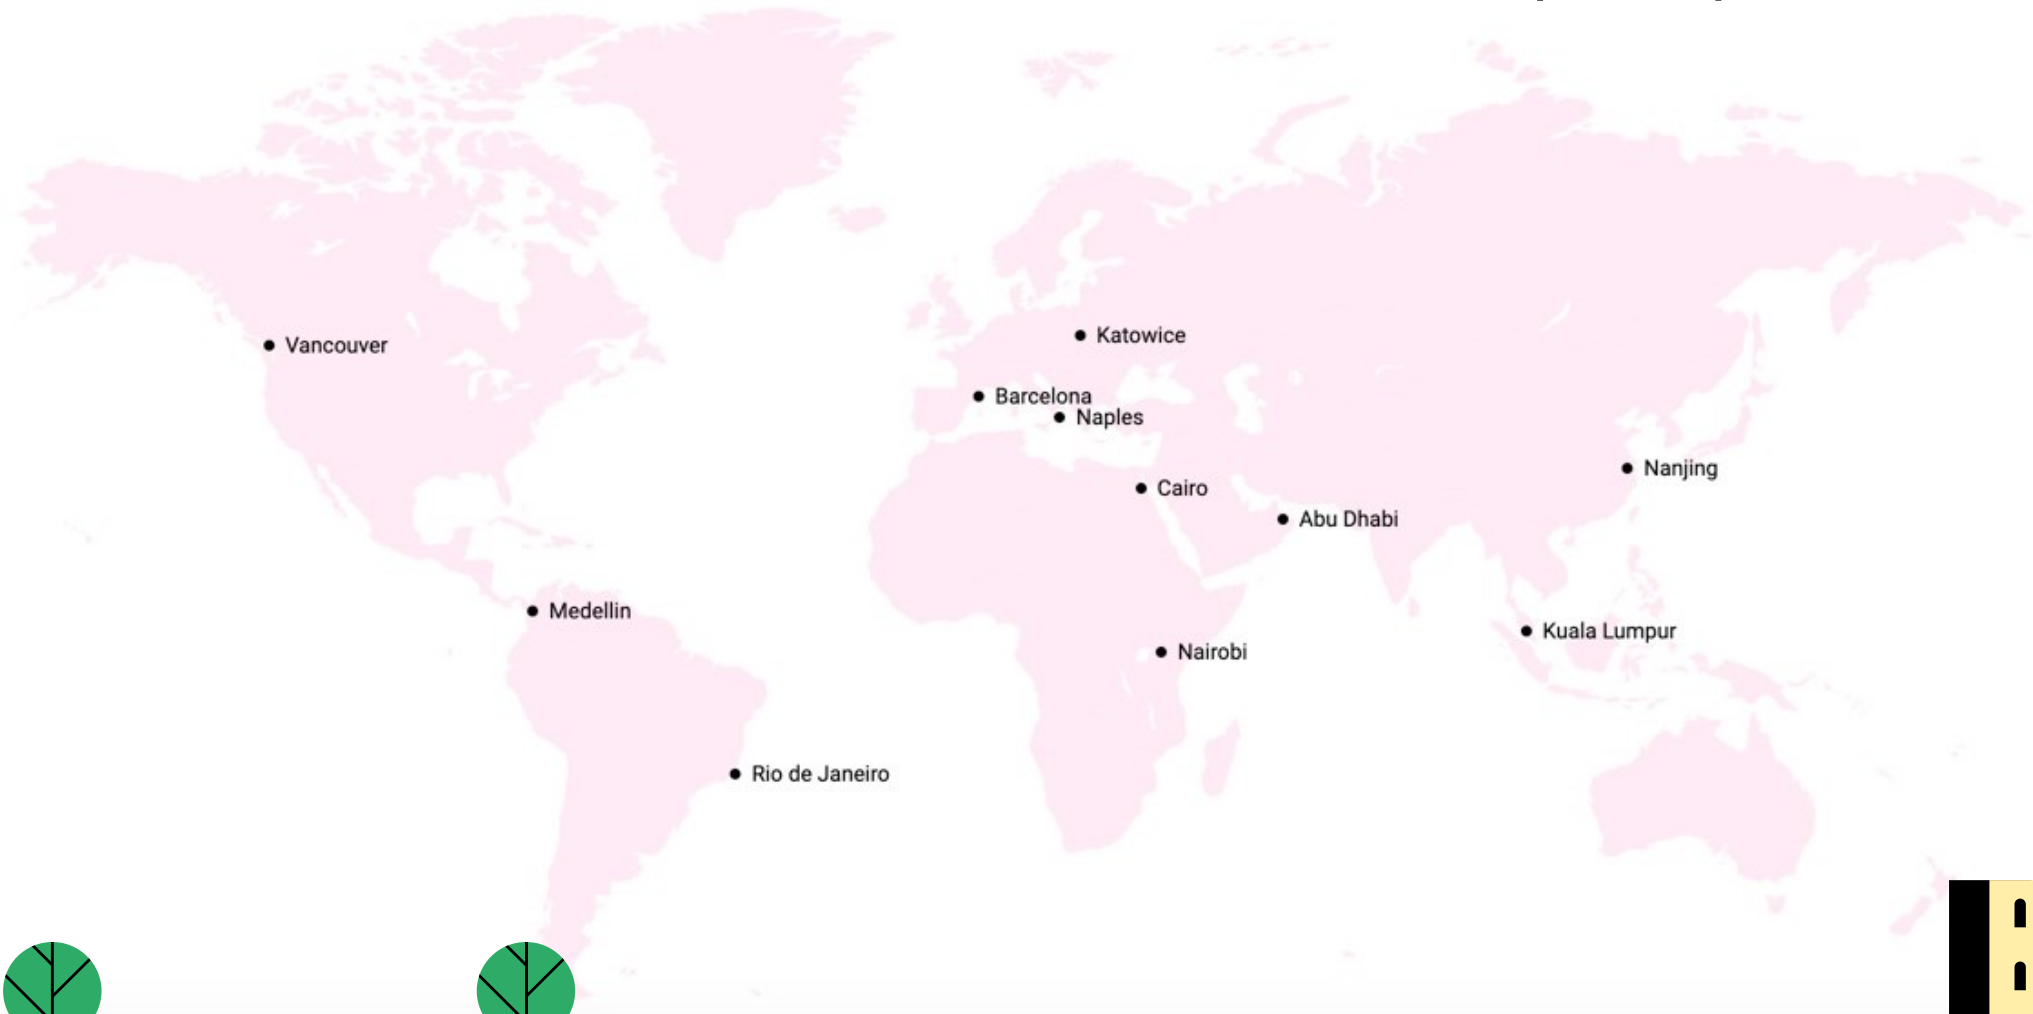 Katowice
Vancouver
Barcelona
Naples
Nanjing
Cairo
Abu Dhabi
Medellin
Kuala Lumpur
Nairobi
Rio de Janeiro